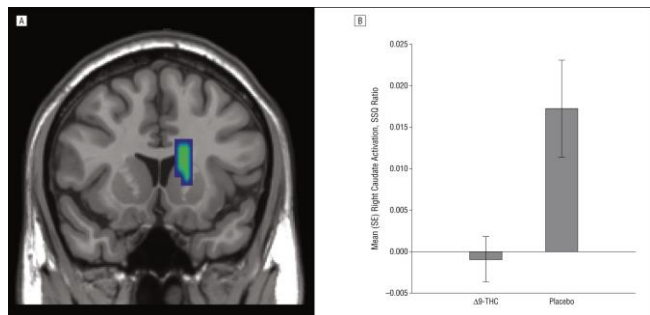 A
B
Mean (SE) Right Caudate Activation, SSQ Ratio
0.025
0.020
0.015
0.010
0.005
0.000
−0.005
Δ9-THC
Placebo